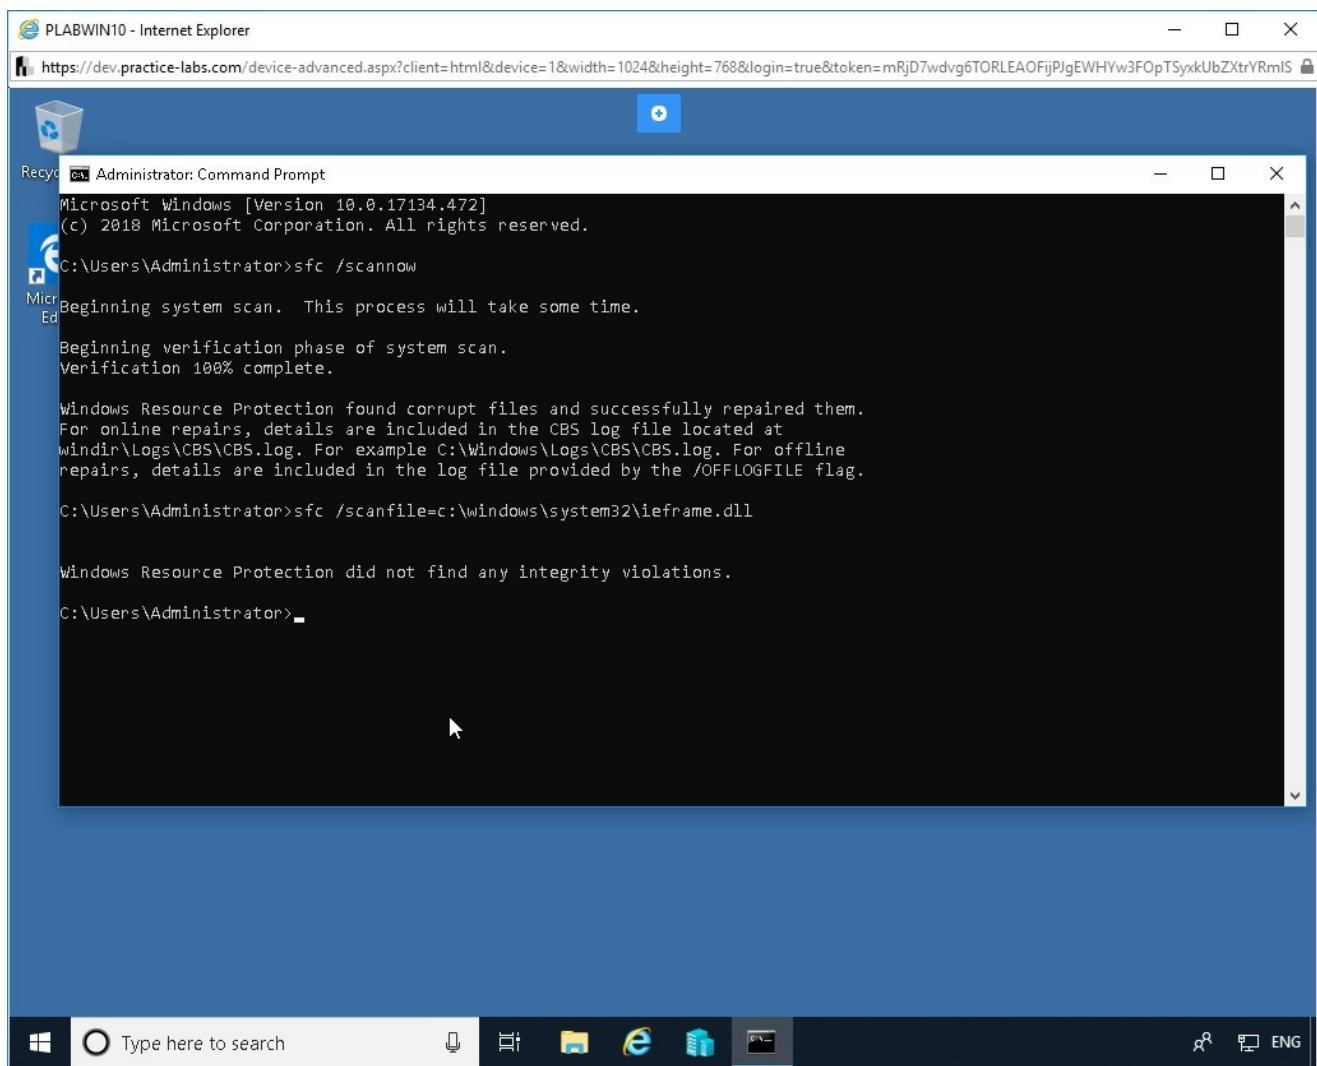 PLABWIN10 - Internet Explorer
https://dev.practice-labs.com/device-advanced.aspx?client=html&device=1&width=1024&height=768&login=true&token=mRjD7wdvg6TORLEAOFijPJgEWHYw3FOpTSyxkUbZXtrYRmIS
Recyc
Administrator: Command Prompt
Microsoft Windows [Version 10.0.17134.472]
(c) 2018 Microsoft Corporation. All rights reserved.
C:\Users\Administrator>sfc /scannow
Micr
Ed
Beginning system scan.  This process will take some time.
Beginning verification phase of system scan.
Verification 100% complete.
Windows Resource Protection found corrupt files and successfully repaired them.
For online repairs, details are included in the CBS log file located at
windir\Logs\CBS\CBS.log. For example C:\Windows\Logs\CBS\CBS.log. For offline
repairs, details are included in the log file provided by the /OFFLOGFILE flag.
C:\Users\Administrator>sfc /scanfile=c:\windows\system32\ieframe.dll
Windows Resource Protection did not find any integrity violations.
C:\Users\Administrator>
Type here to search
ENG